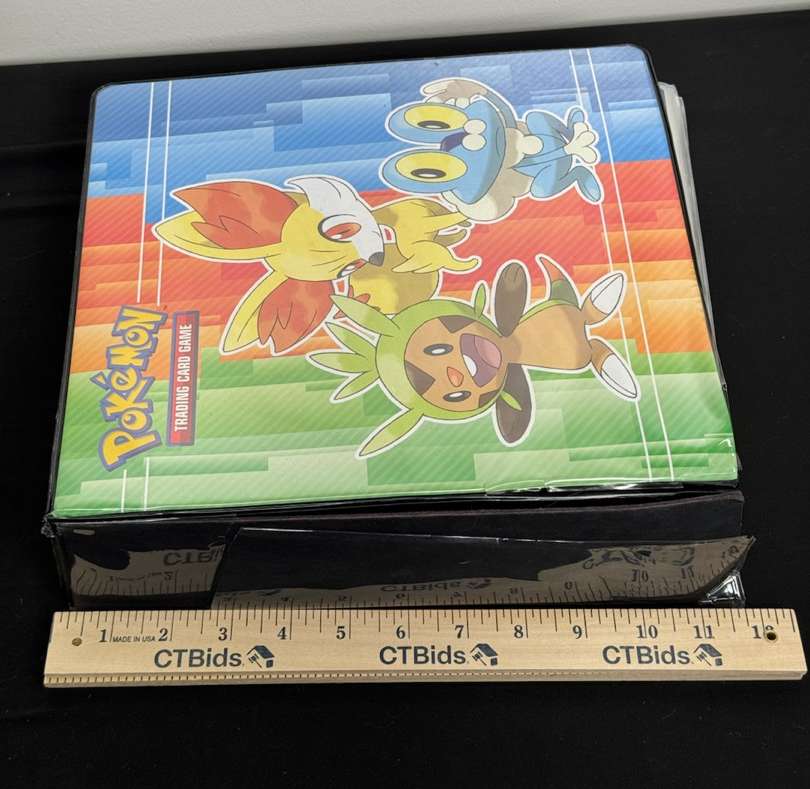 POKéMON
TRADING CARD GAME
1 MADE IN USA 2 3 4 5 6 7 8 9 10 11 12
CTBids CTBids CTBids